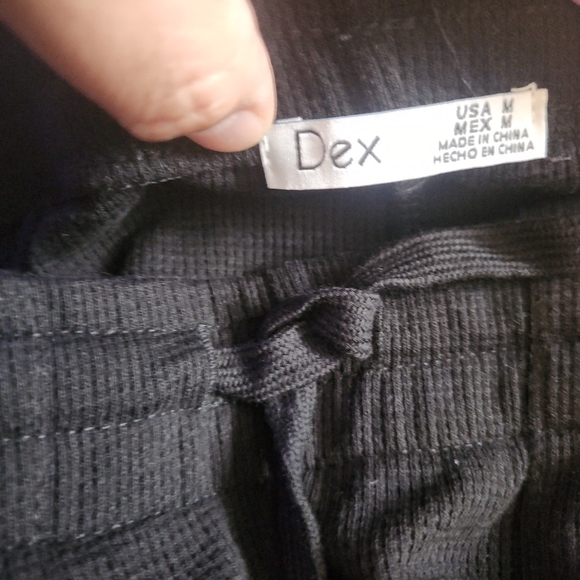 Dex
USA M
MEX M
MADE IN CHINA
HECHO EN CHINA